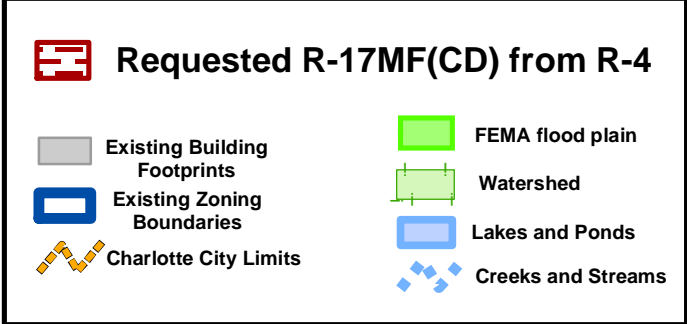 Requested R-17MF(CD) from R-4
Existing Building
Footprints
Existing Zoning
Boundaries
Charlotte City Limits
FEMA flood plain
Watershed
Lakes and Ponds
Creeks and Streams